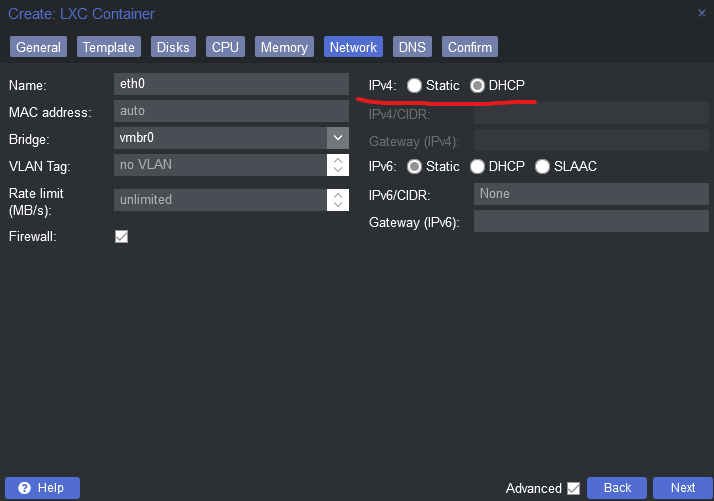 Create: LXC Container
General Template Disks CPU Memory Network DNS Confirm
Name: eth0
MAC address: auto
Bridge: vmbr0
VLAN Tag: no VLAN
Rate limit
(MB/s): unlimited
Firewall:
IPv4: Static DHCP
IPv4/CIDR:
Gateway (IPv4):
IPv6: Static DHCP SLAAC
IPv6/CIDR: None
Gateway (IPv6):
Help Advanced Back Next